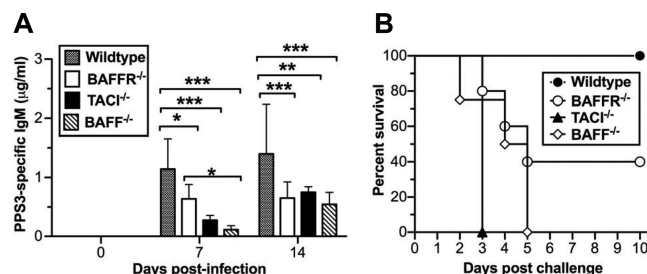 A
PPS3-specific IgM (μg/ml)
3
2
1
0
Wildtype
BAFFR-/-
TACI-/-
BAFF-/-
***
***
*
*
***
**
***
0
7
14
Days post-infection
B
Percent survival
100
80
60
40
20
0
Wildtype
BAFFR-/-
TACI-/-
BAFF-/-
0 1 2 3 4 5 6 7 8 9 10
Days post challenge